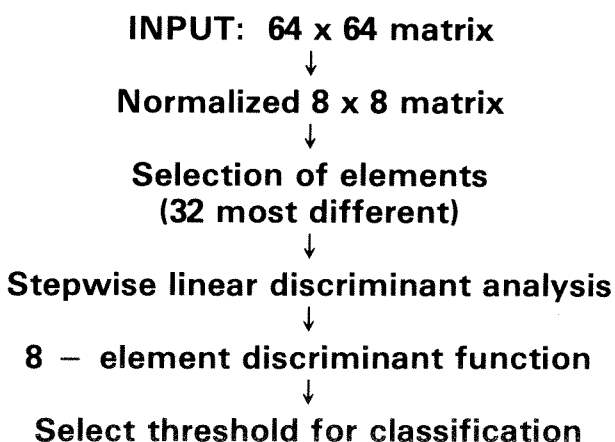 INPUT: 64 x 64 matrix
↓
Normalized 8 x 8 matrix
↓
Selection of elements
(32 most different)
↓
Stepwise linear discriminant analysis
↓
8 – element discriminant function
↓
Select threshold for classification